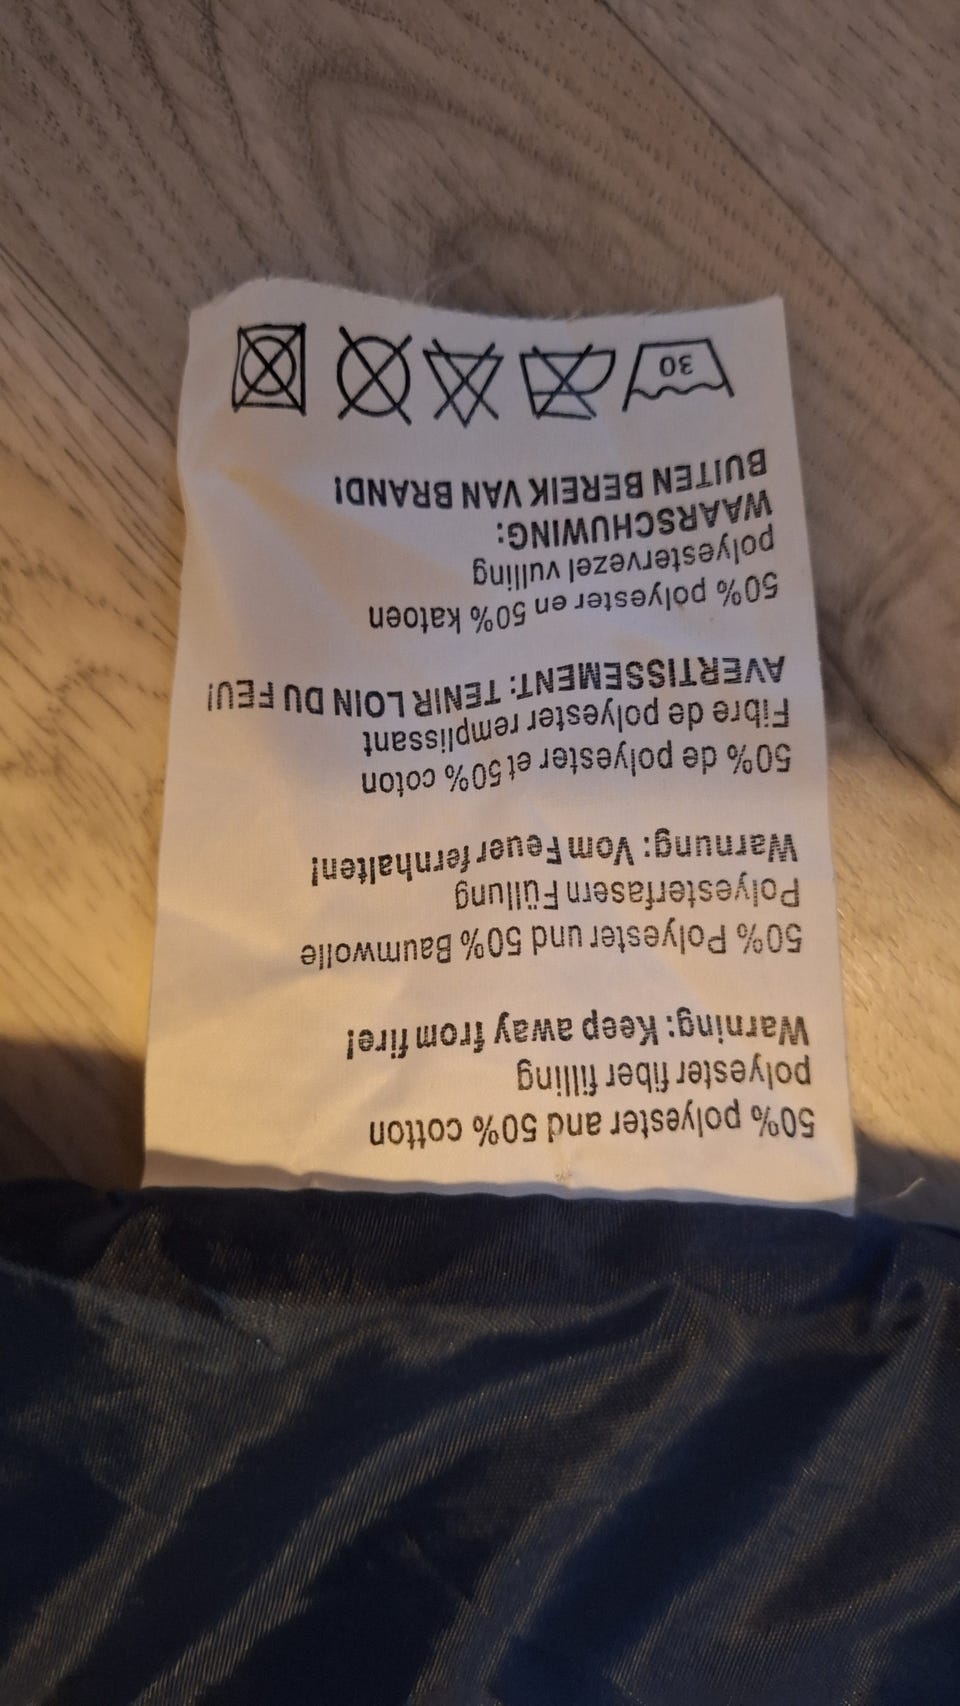 50% polyester and 50% cotton
polyester fiber filling
Warning: Keep away from fire!
50% Polyester und 50% Baumwolle
Polyesterfasern Füllung
Warnung: Vom Feuer fernhalten!
50% de polyester et 50% coton
Fibre de polyester remplissant
AVERTISSEMENT: TENIR LOIN DU FEU!
50% polyester en 50% katoen
polyestervezel vulling
WAARSCHUWING:
BUITEN BEREIK VAN BRAND!
30